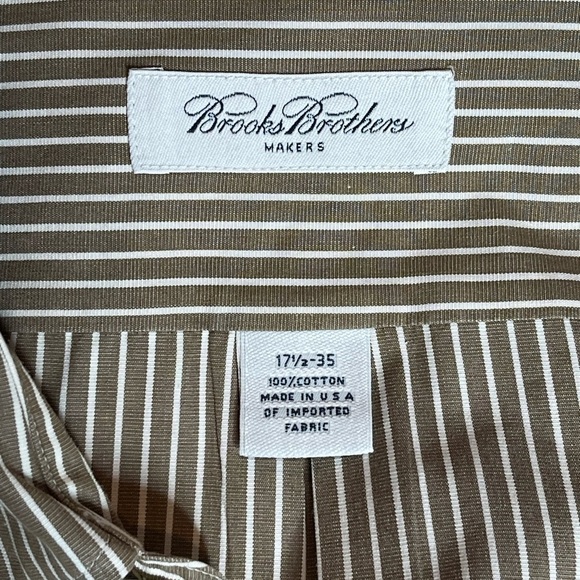 Brooks Brothers
MAKERS
17½-35
100% COTTON
MADE IN U S A
OF IMPORTED
FABRIC